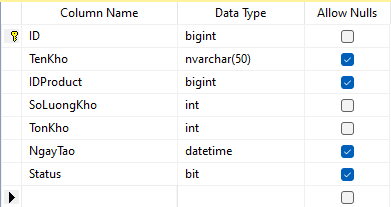 Column Name Data Type Allow Nulls
ID bigint
TenKho nvarchar(50)
IDProduct bigint
SoLuongKho int
TonKho int
NgayTao datetime
Status bit